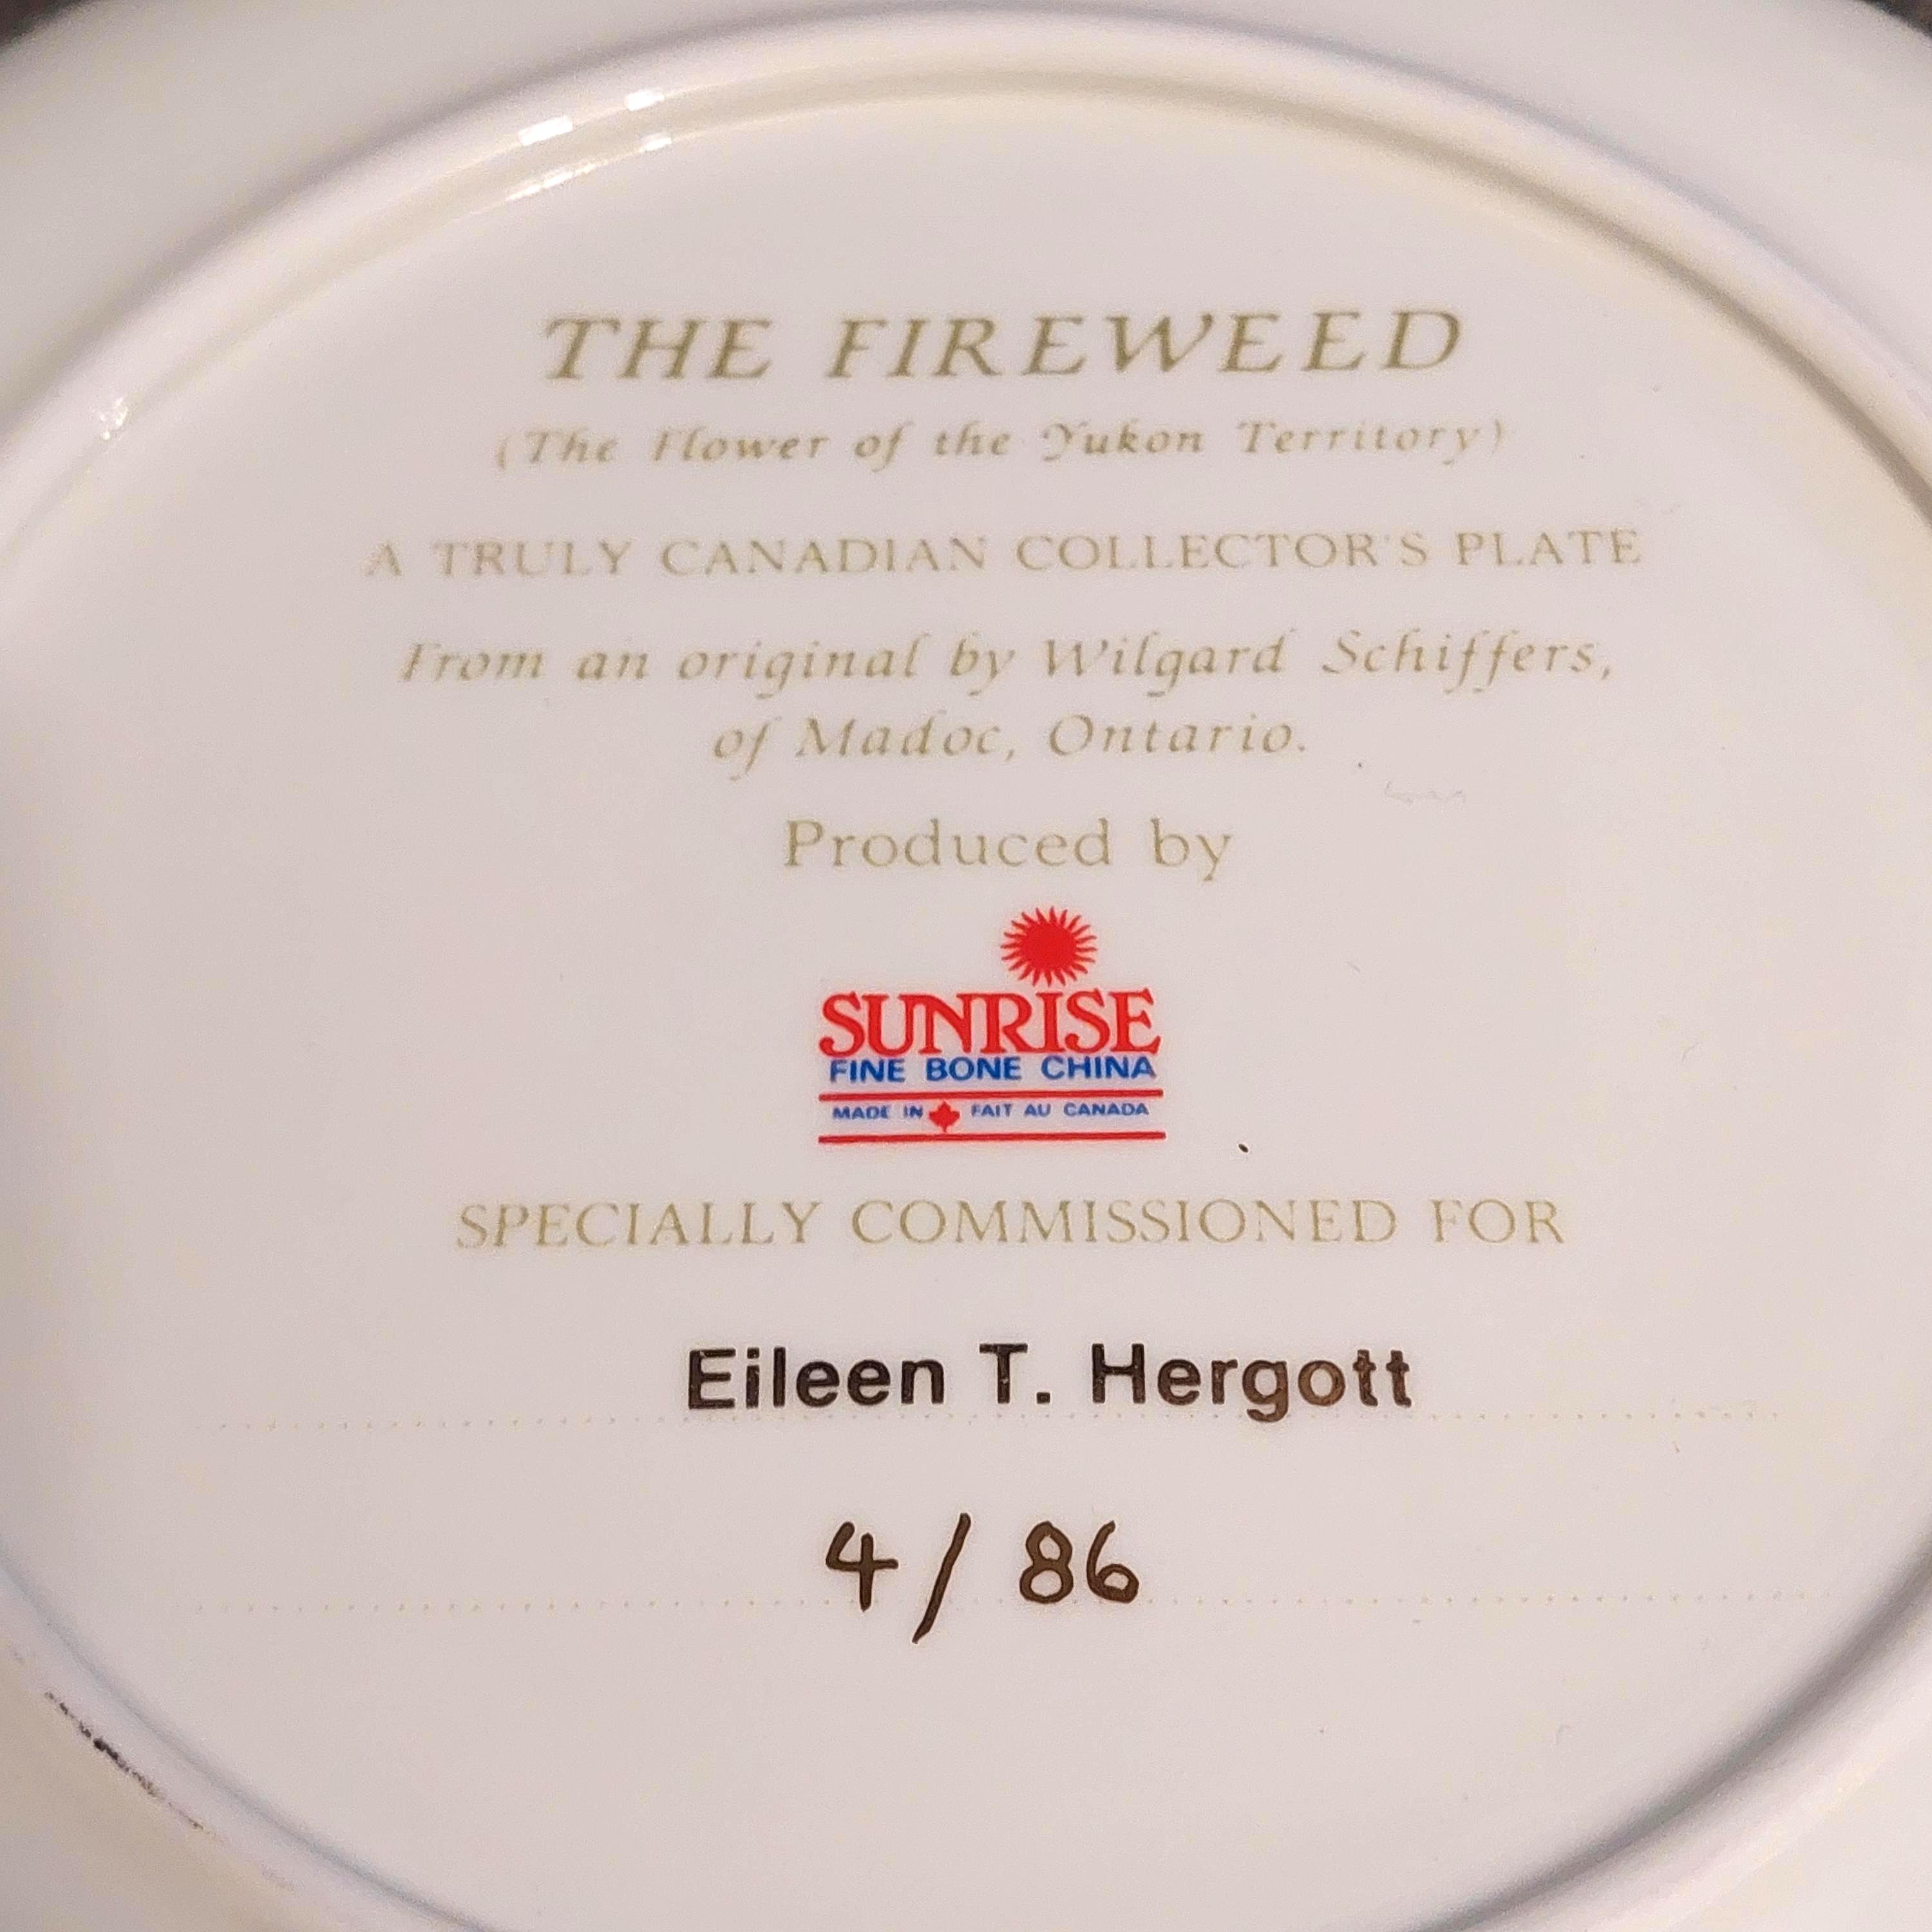 THE FIREWEED
(The Flower of the Yukon Territory)
A TRULY CANADIAN COLLECTOR'S PLATE
From an original by Wilgard Schiffers,
of Madoc, Ontario.
Produced by
SUNRISE
FINE BONE CHINA
MADE IN FAIT AU CANADA
SPECIALLY COMMISSIONED FOR
Eileen T. Hergott
4/86